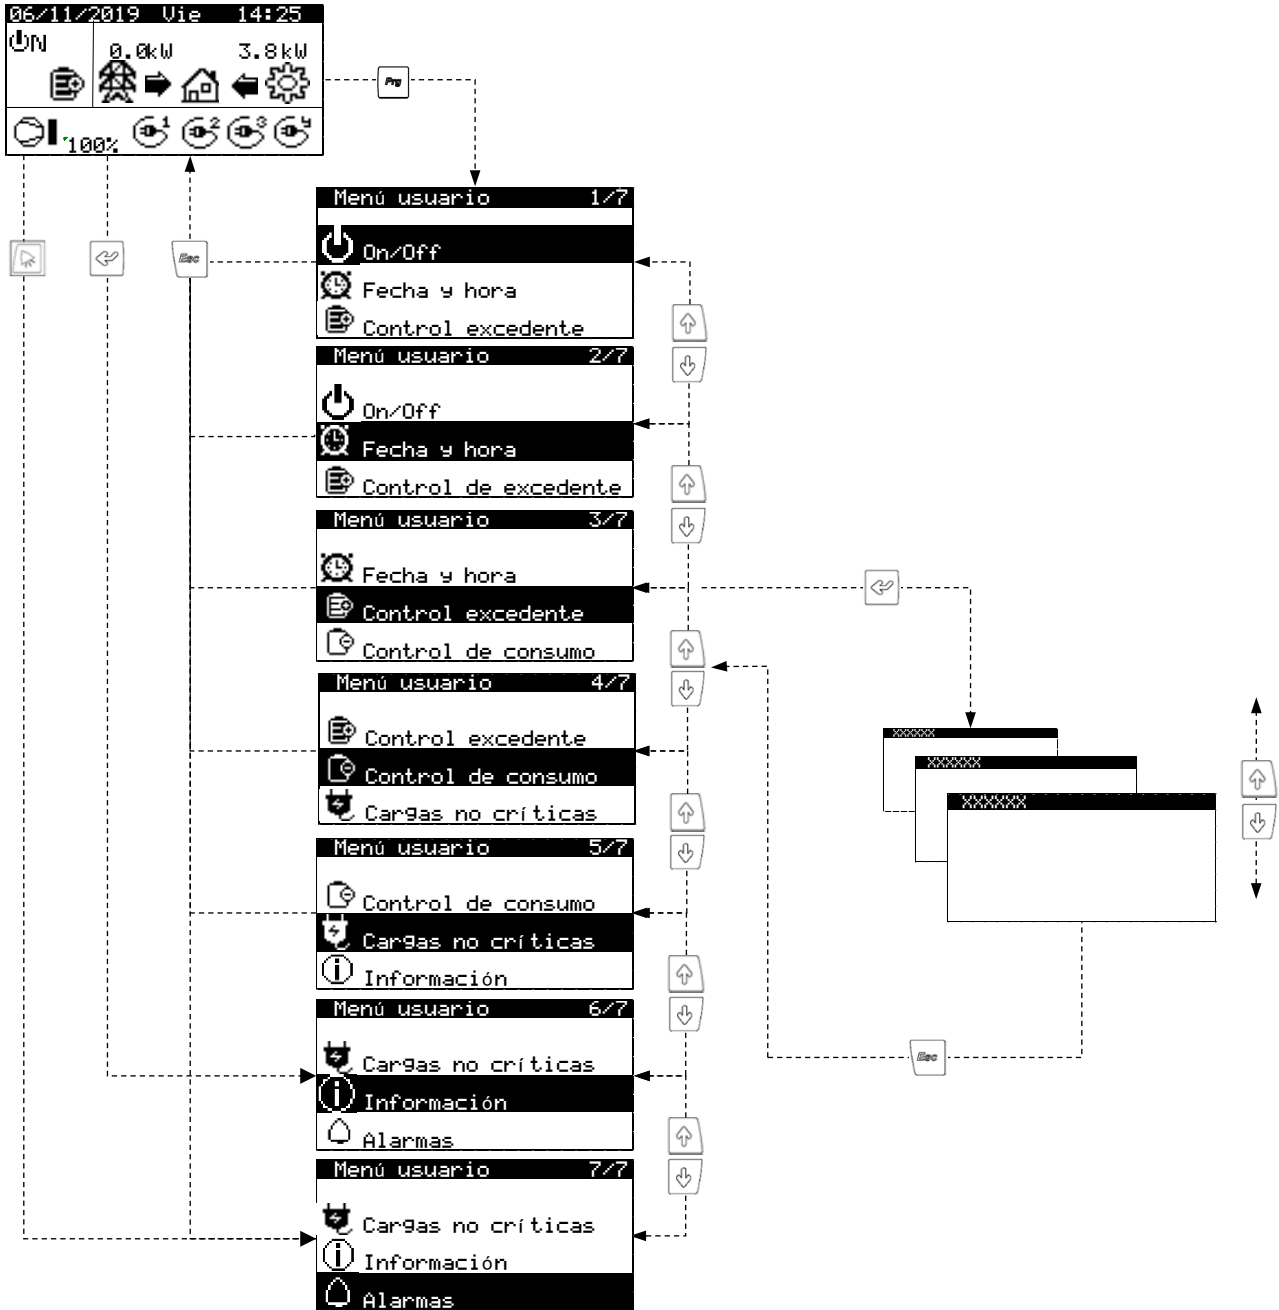 06/11/2019 Vie 14:25
ON
0.0kW 3.8kW
100% 1 2 3 4
Prg
Esc
Menú usuario 1/7
On/Off
Fecha y hora
Control excedente
Menú usuario 2/7
On/Off
Fecha y hora
Control de excedente
Menú usuario 3/7
Fecha y hora
Control excedente
Control de consumo
Menú usuario 4/7
Control excedente
Control de consumo
Cargas no críticas
Menú usuario 5/7
Control de consumo
Cargas no críticas
Información
Menú usuario 6/7
Cargas no críticas
Información
Alarmas
Menú usuario 7/7
Cargas no críticas
Información
Alarmas
XXXXXX
XXXXXX
XXXXXX
Esc